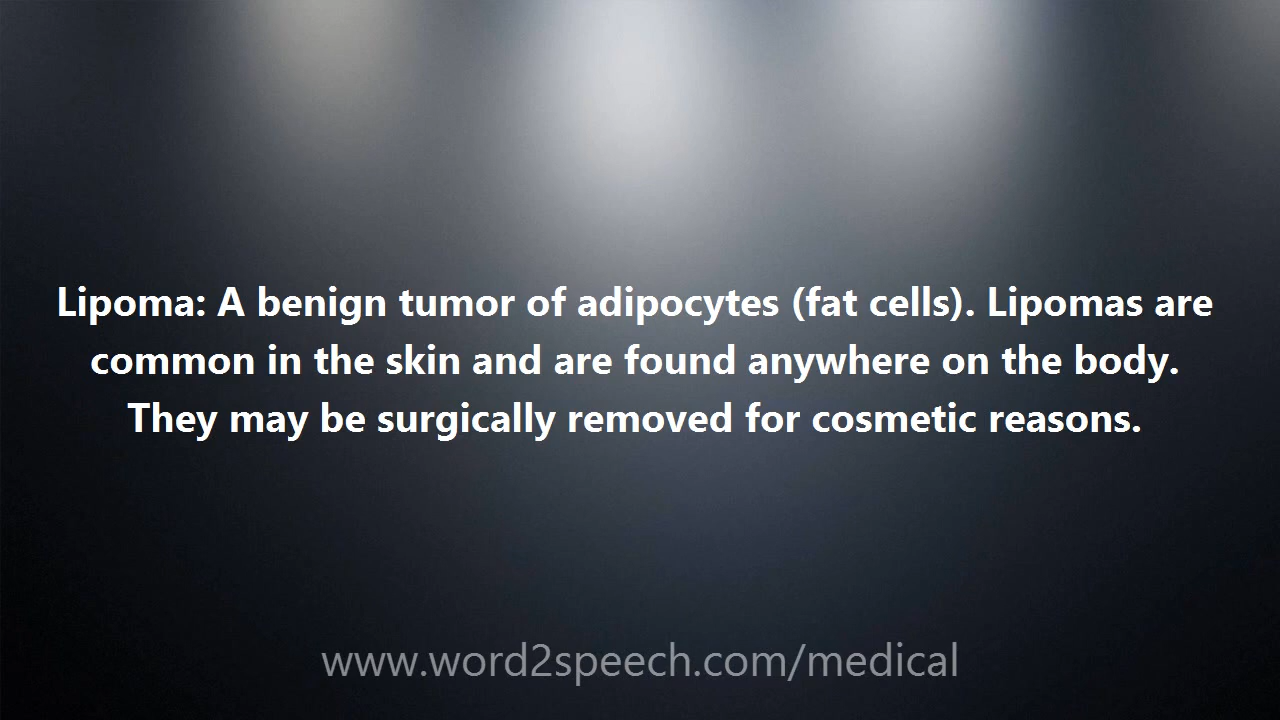 Lipoma: A benign tumor of adipocytes (fat cells). Lipomas are
common in the skin and are found anywhere on the body.
They may be surgically removed for cosmetic reasons.
www.word2speech.com/medical